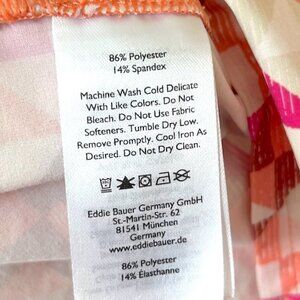 86% Polyester
14% Spandex
Machine Wash Cold Delicate
With Like Colors. Do Not
Bleach. Do Not Use Fabric
Softeners. Tumble Dry Low.
Remove Promptly. Cool Iron As
Desired. Do Not Dry Clean.
Eddie Bauer Germany GmbH
St.-Martin-Str. 62
81541 München
Germany
www.eddiebauer.de
86% Polyester
14% Élasthanne